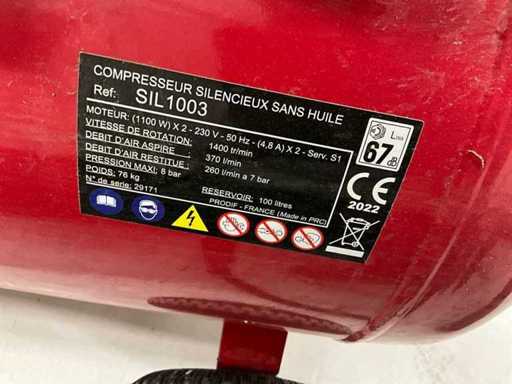 COMPRESSEUR SILENCIEUX SANS HUILE
Ref: SIL1003
MOTEUR: (1100 W) X 2 - 230 V - 50 Hz - (4,8 A) X 2 - Serv. S1
VITESSE DE ROTATION: 1400 tr/min
DEBIT D'AIR ASPIRE: 370 l/min
DEBIT D'AIR RESTITUE: 260 l/min a 7 bar
PRESSION MAXI: 8 bar
POIDS: 76 kg
RESERVOIR: 100 litres
N° de serie: 29171
PRODIF - FRANCE (Made in PRC)
LWA
67 dB
CE
2022